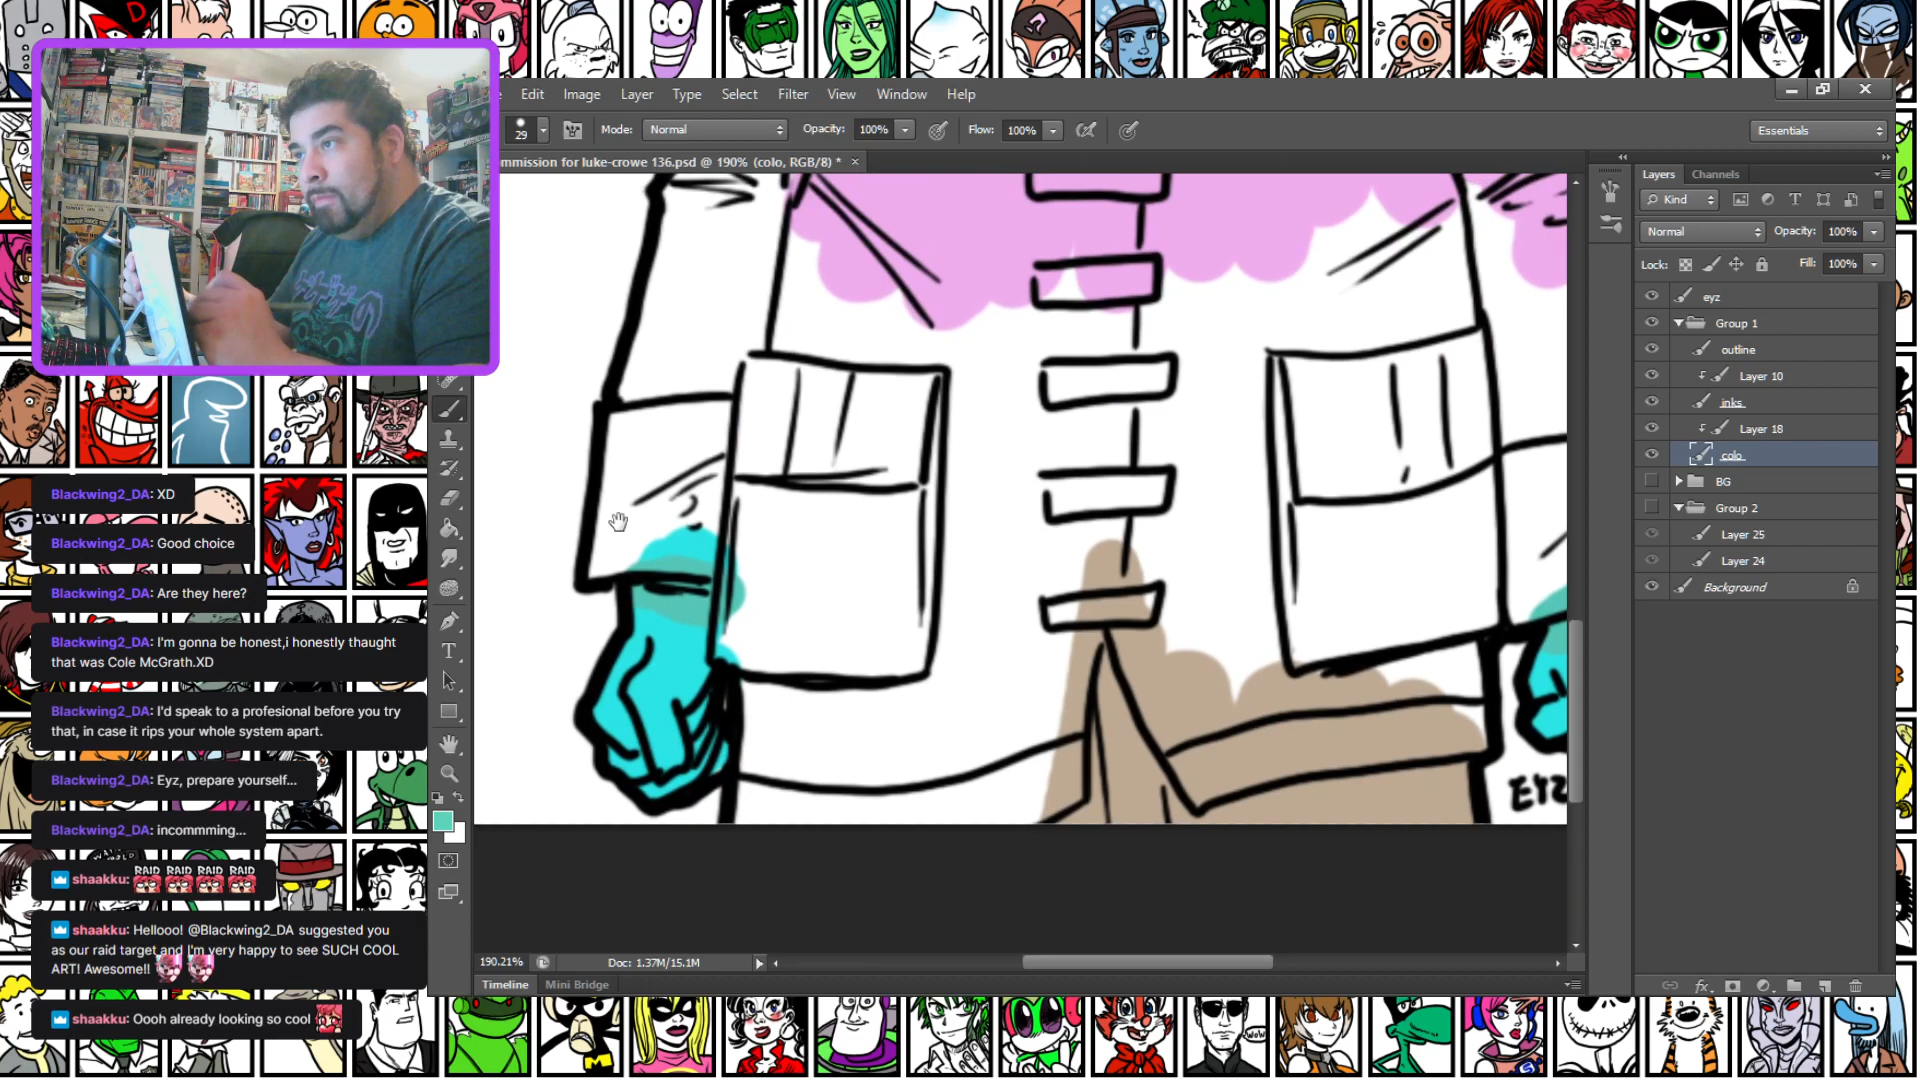 Edit Image Layer Type Select Filter View Window Help
29 Mode: Normal Opacity: 100% Flow: 100% Essentials
ommission for luke-crowe 136.psd @ 190% (colo, RGB/8) *
Layers Channels
Kind
Normal Opacity: 100%
Lock: Fill: 100%
eyz
Group 1
outline
Layer 10
inks
Layer 18
colo
BG
Group 2
Layer 25
Layer 24
Background
Blackwing2_DA: XD
Blackwing2_DA: Good choice
Blackwing2_DA: Are they here?
Blackwing2_DA: I'm gonna be honest,i honestly thaught
that was Cole McGrath.XD
Blackwing2_DA: I'd speak to a profesional before you try
that, in case it rips your whole system apart.
Blackwing2_DA: Eyz, prepare yourself...
Blackwing2_DA: incommming...
shaakku: RAID RAID RAID RAID
shaakku: Hellooo! @Blackwing2_DA suggested you
as our raid target and I'm very happy to see SUCH COOL
ART! Awesome!!
shaakku: Oooh already looking so cool
EYZ
190.21% Doc: 1.37M/15.1M
Timeline Mini Bridge
WOW